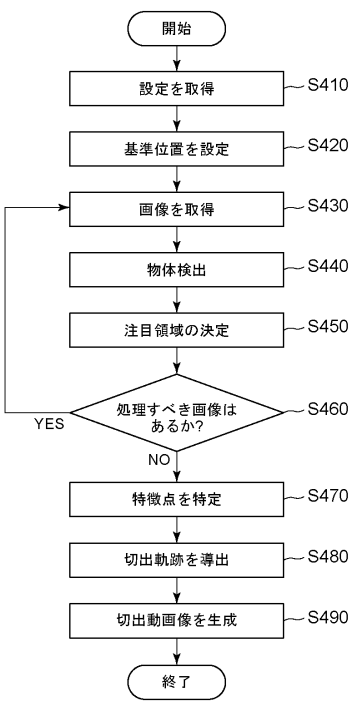 開始
設定を取得 S410
基準位置を設定 S420
画像を取得 S430
物体検出 S440
注目領域の決定 S450
処理すべき画像は
あるか? S460
YES
NO
特徴点を特定 S470
切出軌跡を導出 S480
切出動画像を生成 S490
終了